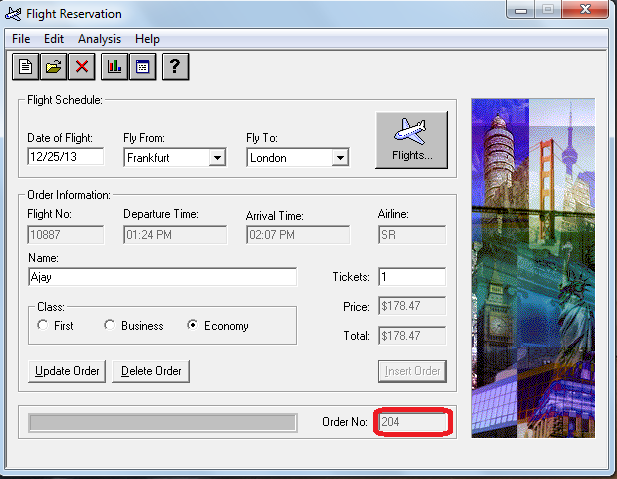 Flight Reservation
File Edit Analysis Help
?
Flight Schedule:
Date of Flight: Fly From: Fly To:
12/25/13 Frankfurt London
Flights...
Order Information:
Flight No: Departure Time: Arrival Time: Airline:
10887 01:24 PM 02:07 PM SR
Name:
Ajay Tickets: 1
Class: Price: $178.47
First Business Economy
Total: $178.47
Update Order Delete Order Insert Order
Order No: 204